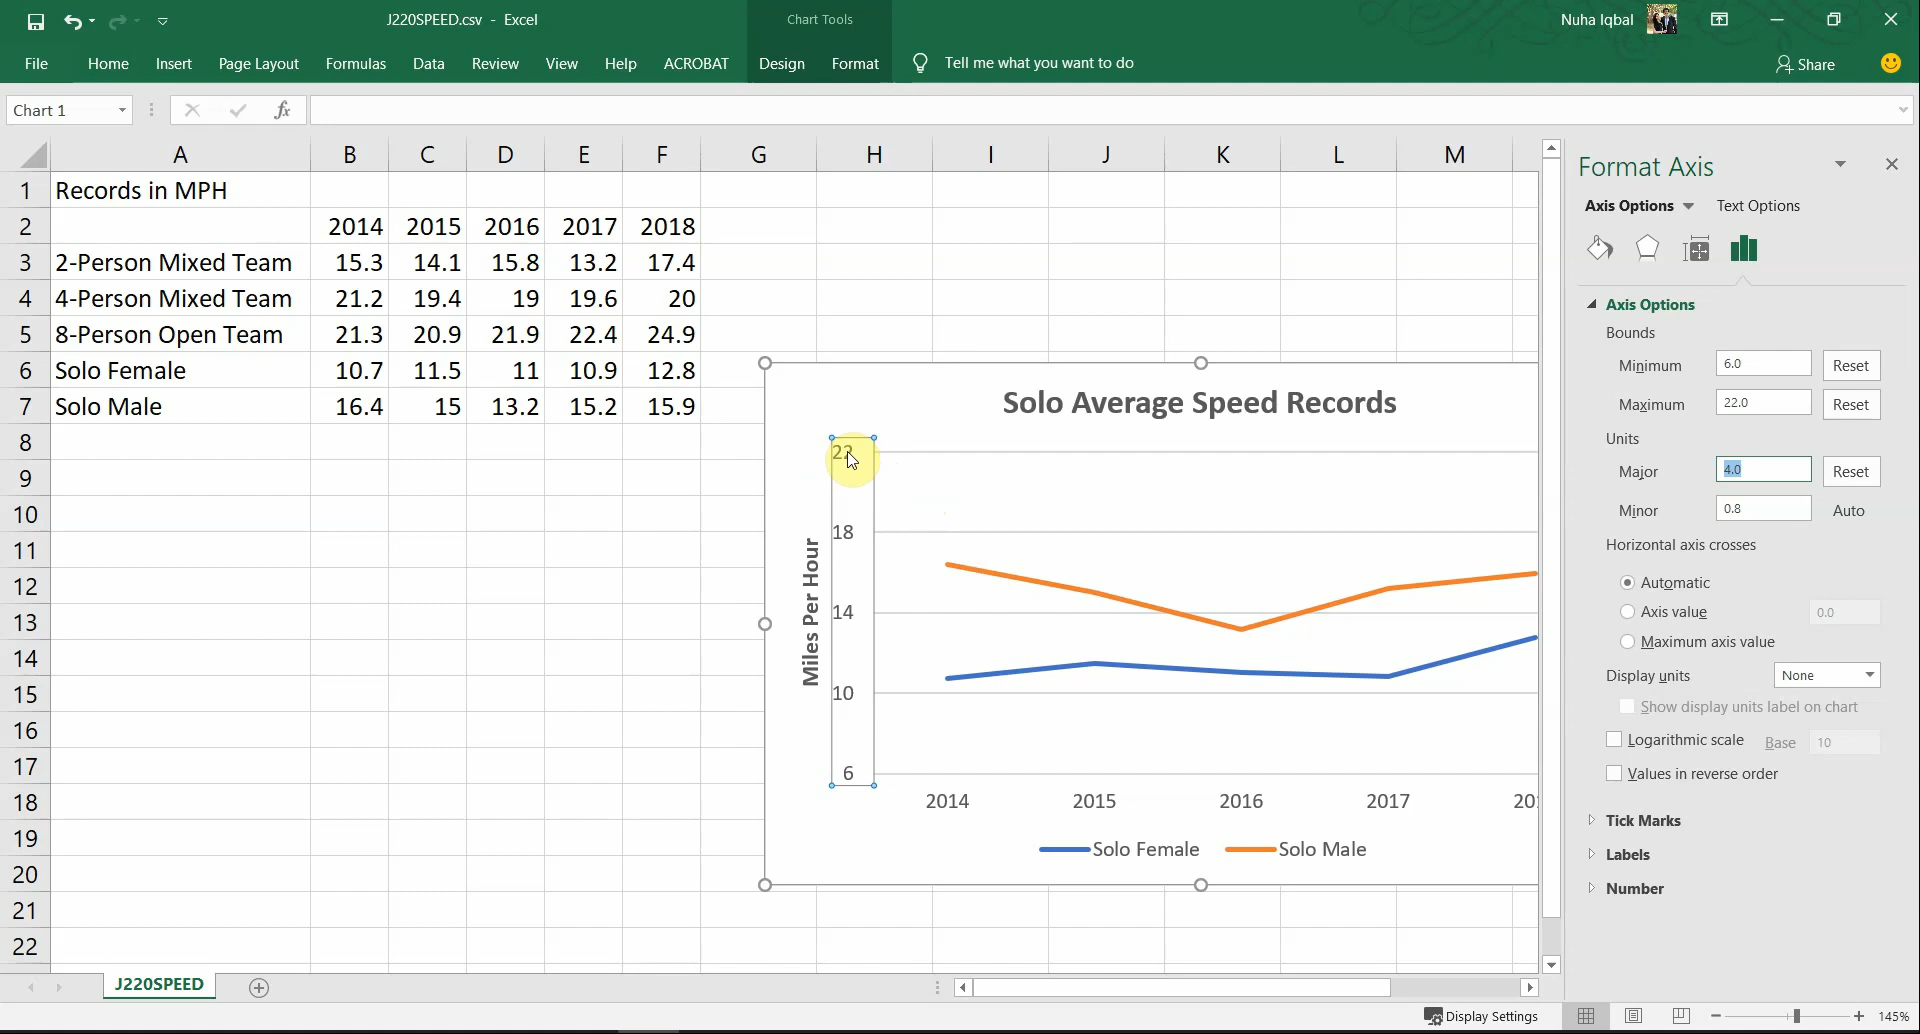 J220SPEED.csv - Excel
Chart Tools
Nuha Iqbal
File Home Insert Page Layout Formulas Data Review View Help ACROBAT Design Format Tell me what you want to do Share
Chart 1 fx
A B C D E F G H I J K L M
1 Records in MPH
2 2014 2015 2016 2017 2018
3 2-Person Mixed Team 15.3 14.1 15.8 13.2 17.4
4 4-Person Mixed Team 21.2 19.4 19 19.6 20
5 8-Person Open Team 21.3 20.9 21.9 22.4 24.9
6 Solo Female 10.7 11.5 11 10.9 12.8
7 Solo Male 16.4 15 13.2 15.2 15.9
8
9
10
11
12
13
14
15
16
17
18
19
20
21
22
Solo Average Speed Records
Miles Per Hour
22
18
14
10
6
2014 2015 2016 2017 20
Solo Female Solo Male
Format Axis
Axis Options Text Options
Axis Options
Bounds
Minimum 6.0 Reset
Maximum 22.0 Reset
Units
Major 4.0 Reset
Minor 0.8 Auto
Horizontal axis crosses
Automatic
Axis value 0.0
Maximum axis value
Display units None
Show display units label on chart
Logarithmic scale Base 10
Values in reverse order
Tick Marks
Labels
Number
J220SPEED
Display Settings 145%